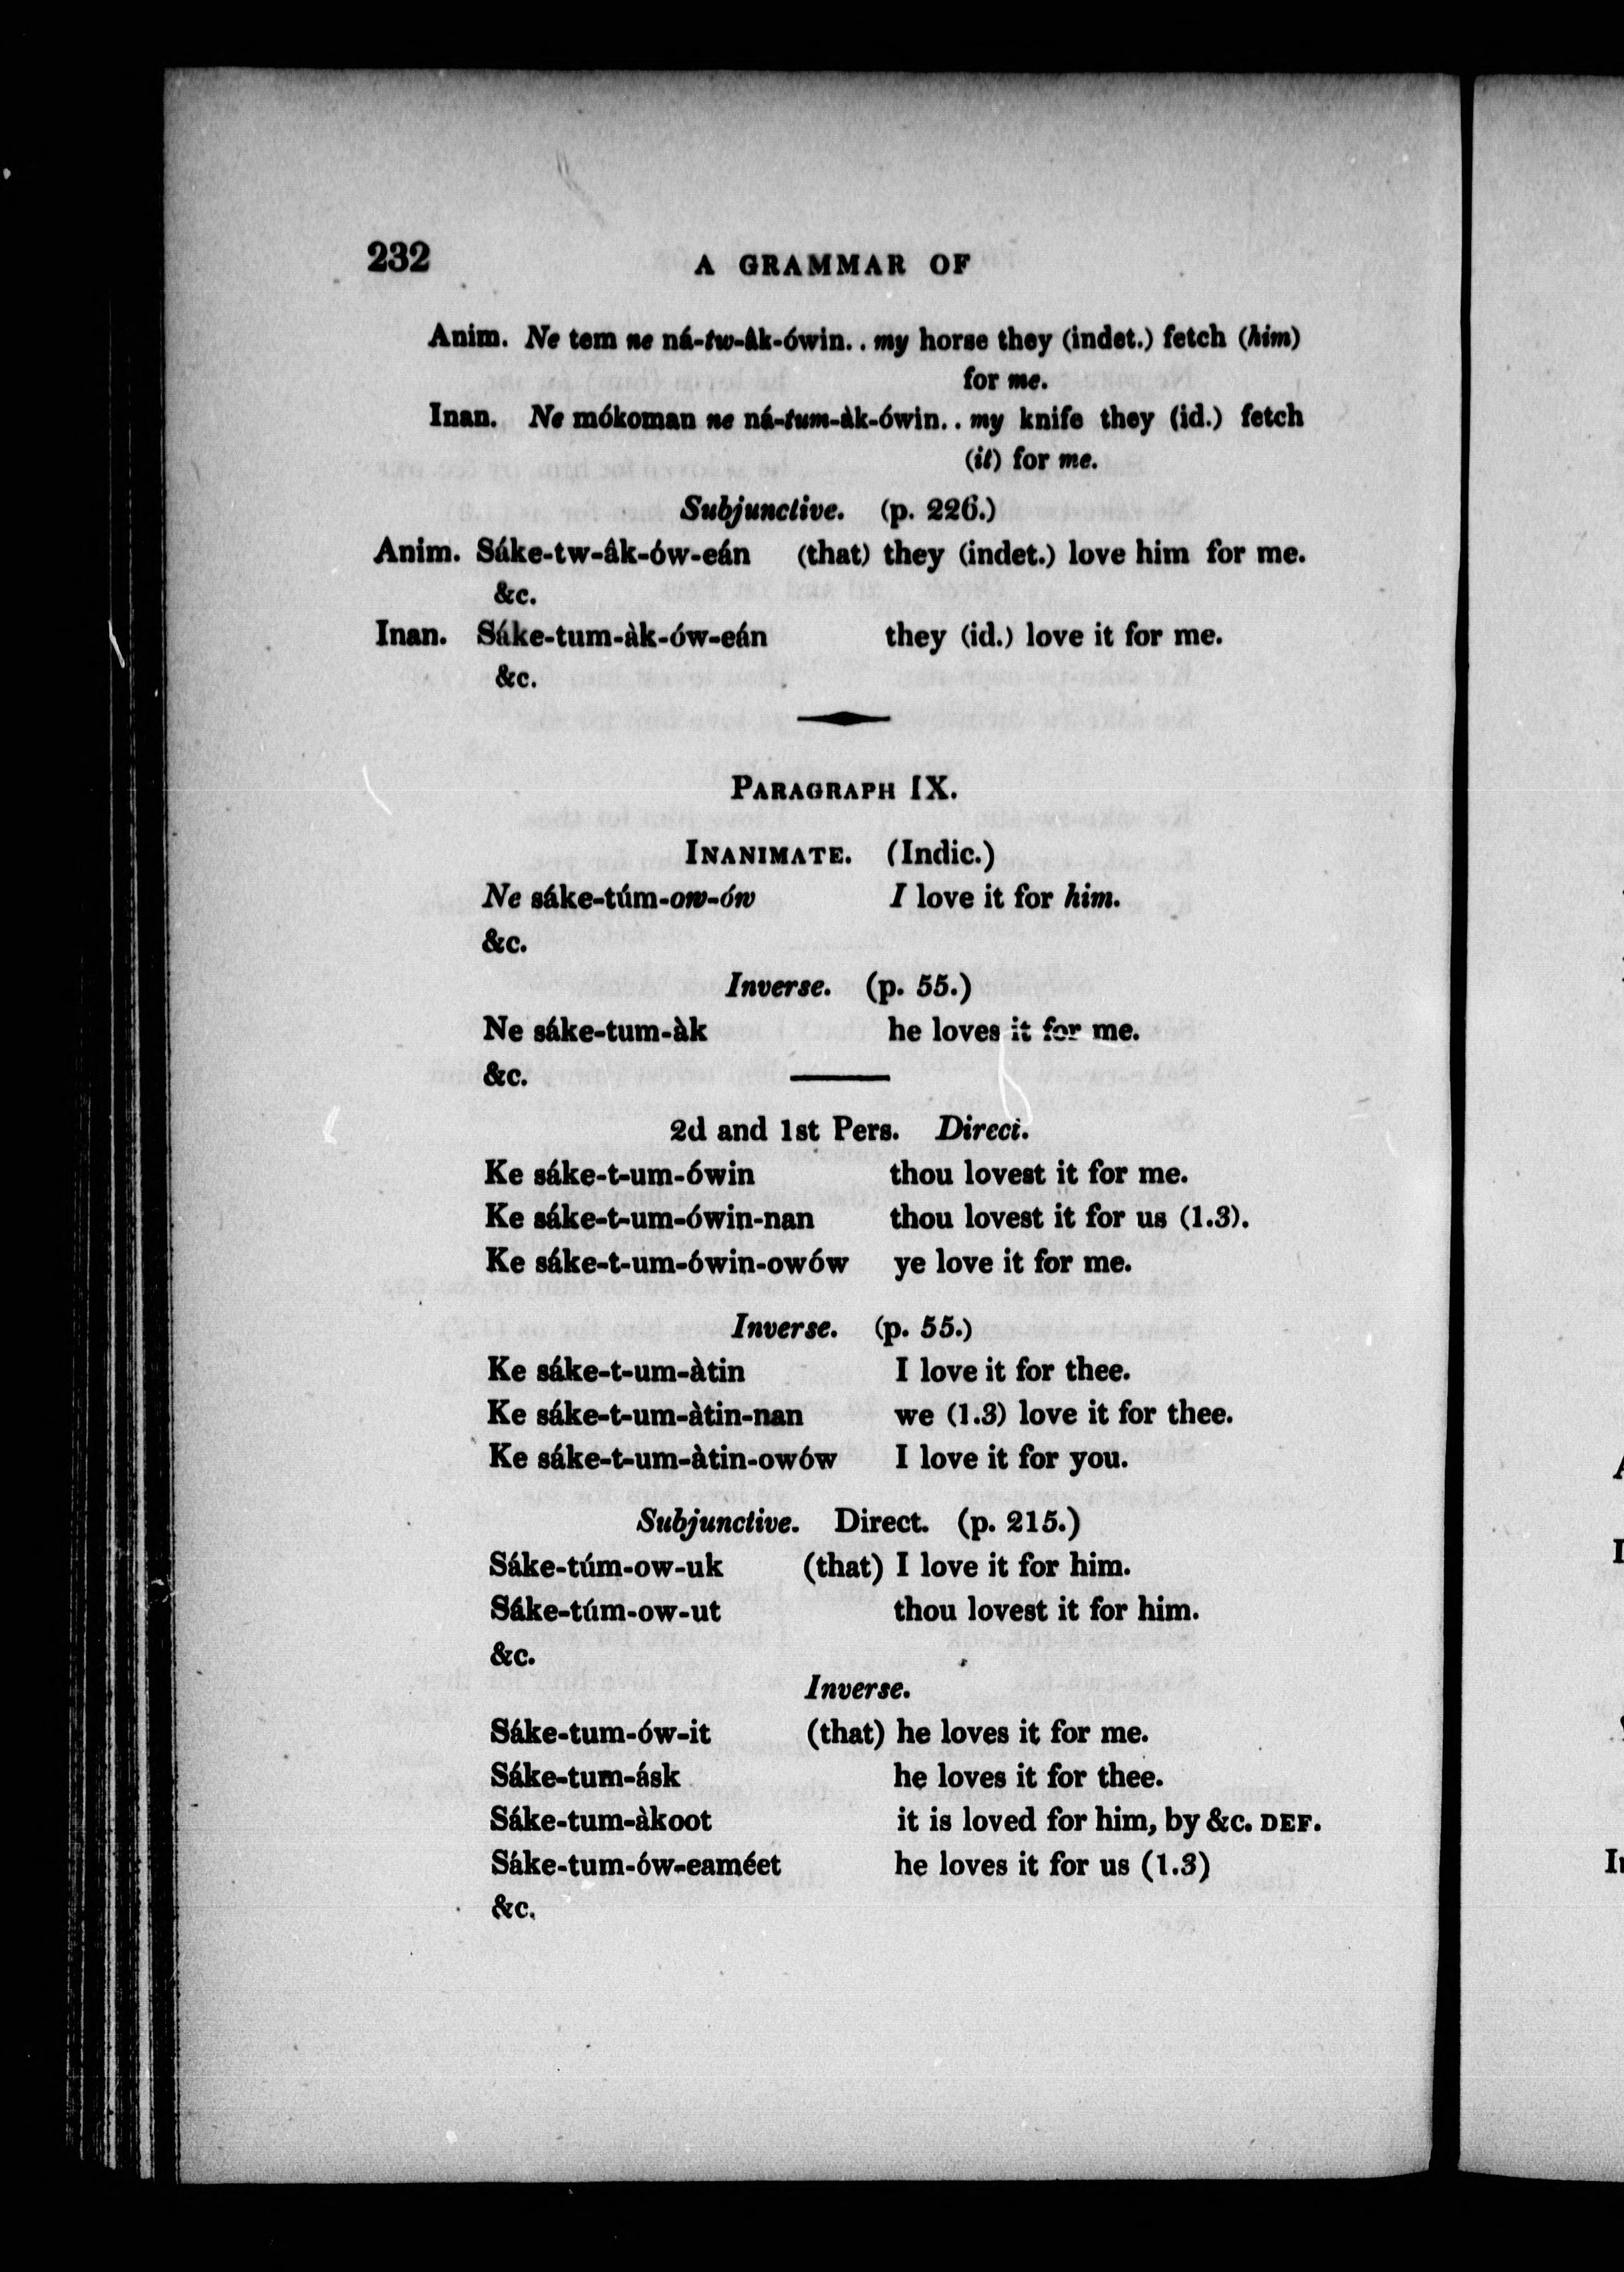 232 A GRAMMAR OF
Anim. Ne tem ne ná-tw-âk-ówin. . my horse they (indet.) fetch (him)
for me.
Inan. Ne mókoman ne ná-tum-àk-ówin. . my knife they (id.) fetch
(it) for me.
Subjunctive. (p. 226.)
Anim. Sáke-tw-âk-ów-eán (that) they (indet.) love him for me.
&c.
Inan. Sáke-tum-àk-ów-eán they (id.) love it for me.
&c.
PARAGRAPH IX.
INANIMATE. (Indic.)
Ne sáke-túm-ow-ów I love it for him.
&c.
Inverse. (p. 55.)
Ne sáke-tum-àk he loves it for me.
&c.
2d and 1st Pers. Direct.
Ke sáke-t-um-ówin thou lovest it for me.
Ke sáke-t-um-ówin-nan thou lovest it for us (1.3).
Ke sáke-t-um-ówin-owów ye love it for me.
Inverse. (p. 55.)
Ke sáke-t-um-àtin I love it for thee.
Ke sáke-t-um-àtin-nan we (1.3) love it for thee.
Ke sáke-t-um-àtin-owów I love it for you.
Subjunctive. Direct. (p. 215.)
Sáke-túm-ow-uk (that) I love it for him.
Sáke-túm-ow-ut thou lovest it for him.
&c.
Inverse.
Sáke-tum-ów-it (that) he loves it for me.
Sáke-tum-ásk he loves it for thee.
Sáke-tum-àkoot it is loved for him, by &c. DEF.
Sáke-tum-ów-eaméet he loves it for us (1.3)
&c.